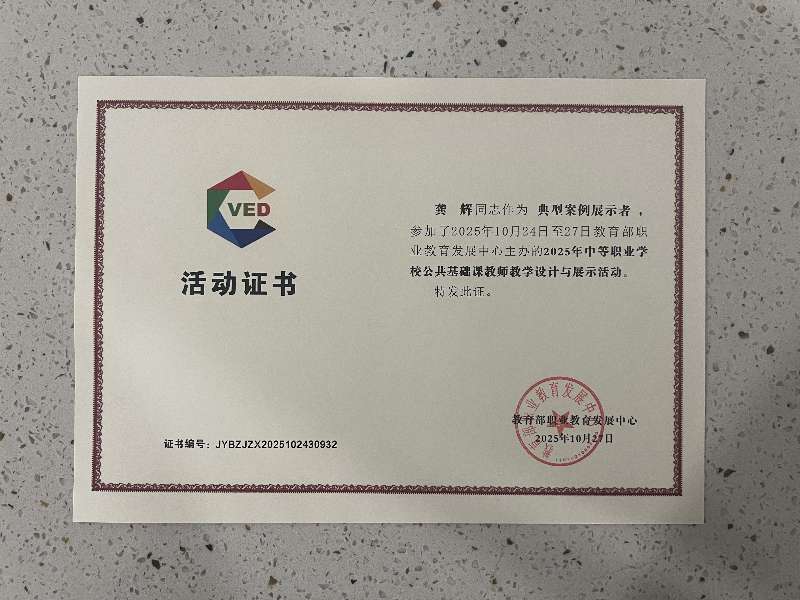 VED
活动证书
龚 辉同志作为 典型案例展示者，
参加了2025年10月24日至27日教育部职
业教育发展中心主办的2025年中等职业学
校公共基础课教师教学设计与展示活动。
特发此证。
教育部职业教育发展中心
2025年10月27日
证书编号：JYBZJZX2025102430932